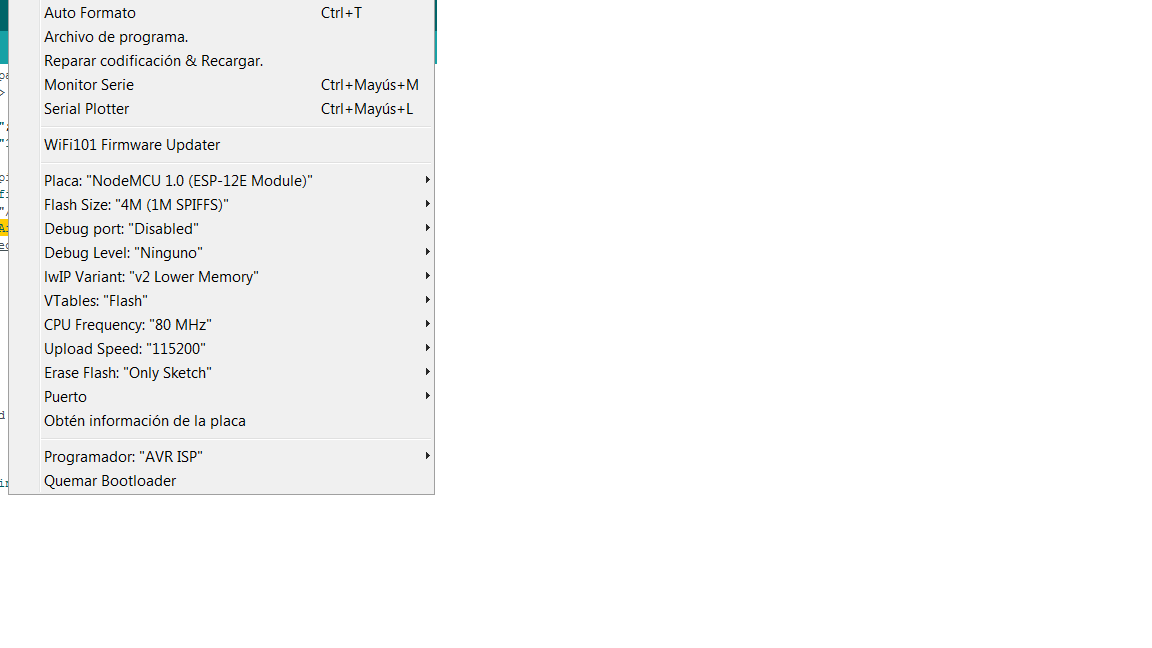 Auto Formato Ctrl+T
Archivo de programa.
Reparar codificación & Recargar.
Monitor Serie Ctrl+Mayús+M
Serial Plotter Ctrl+Mayús+L
WiFi101 Firmware Updater
Placa: "NodeMCU 1.0 (ESP-12E Module)"
Flash Size: "4M (1M SPIFFS)"
Debug port: "Disabled"
Debug Level: "Ninguno"
lwIP Variant: "v2 Lower Memory"
VTables: "Flash"
CPU Frequency: "80 MHz"
Upload Speed: "115200"
Erase Flash: "Only Sketch"
Puerto
Obtén información de la placa
Programador: "AVR ISP"
Quemar Bootloader